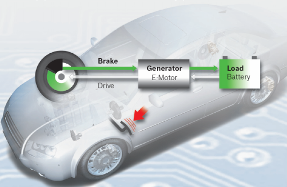 Brake
Drive
Generator
E-Motor
Load
Battery